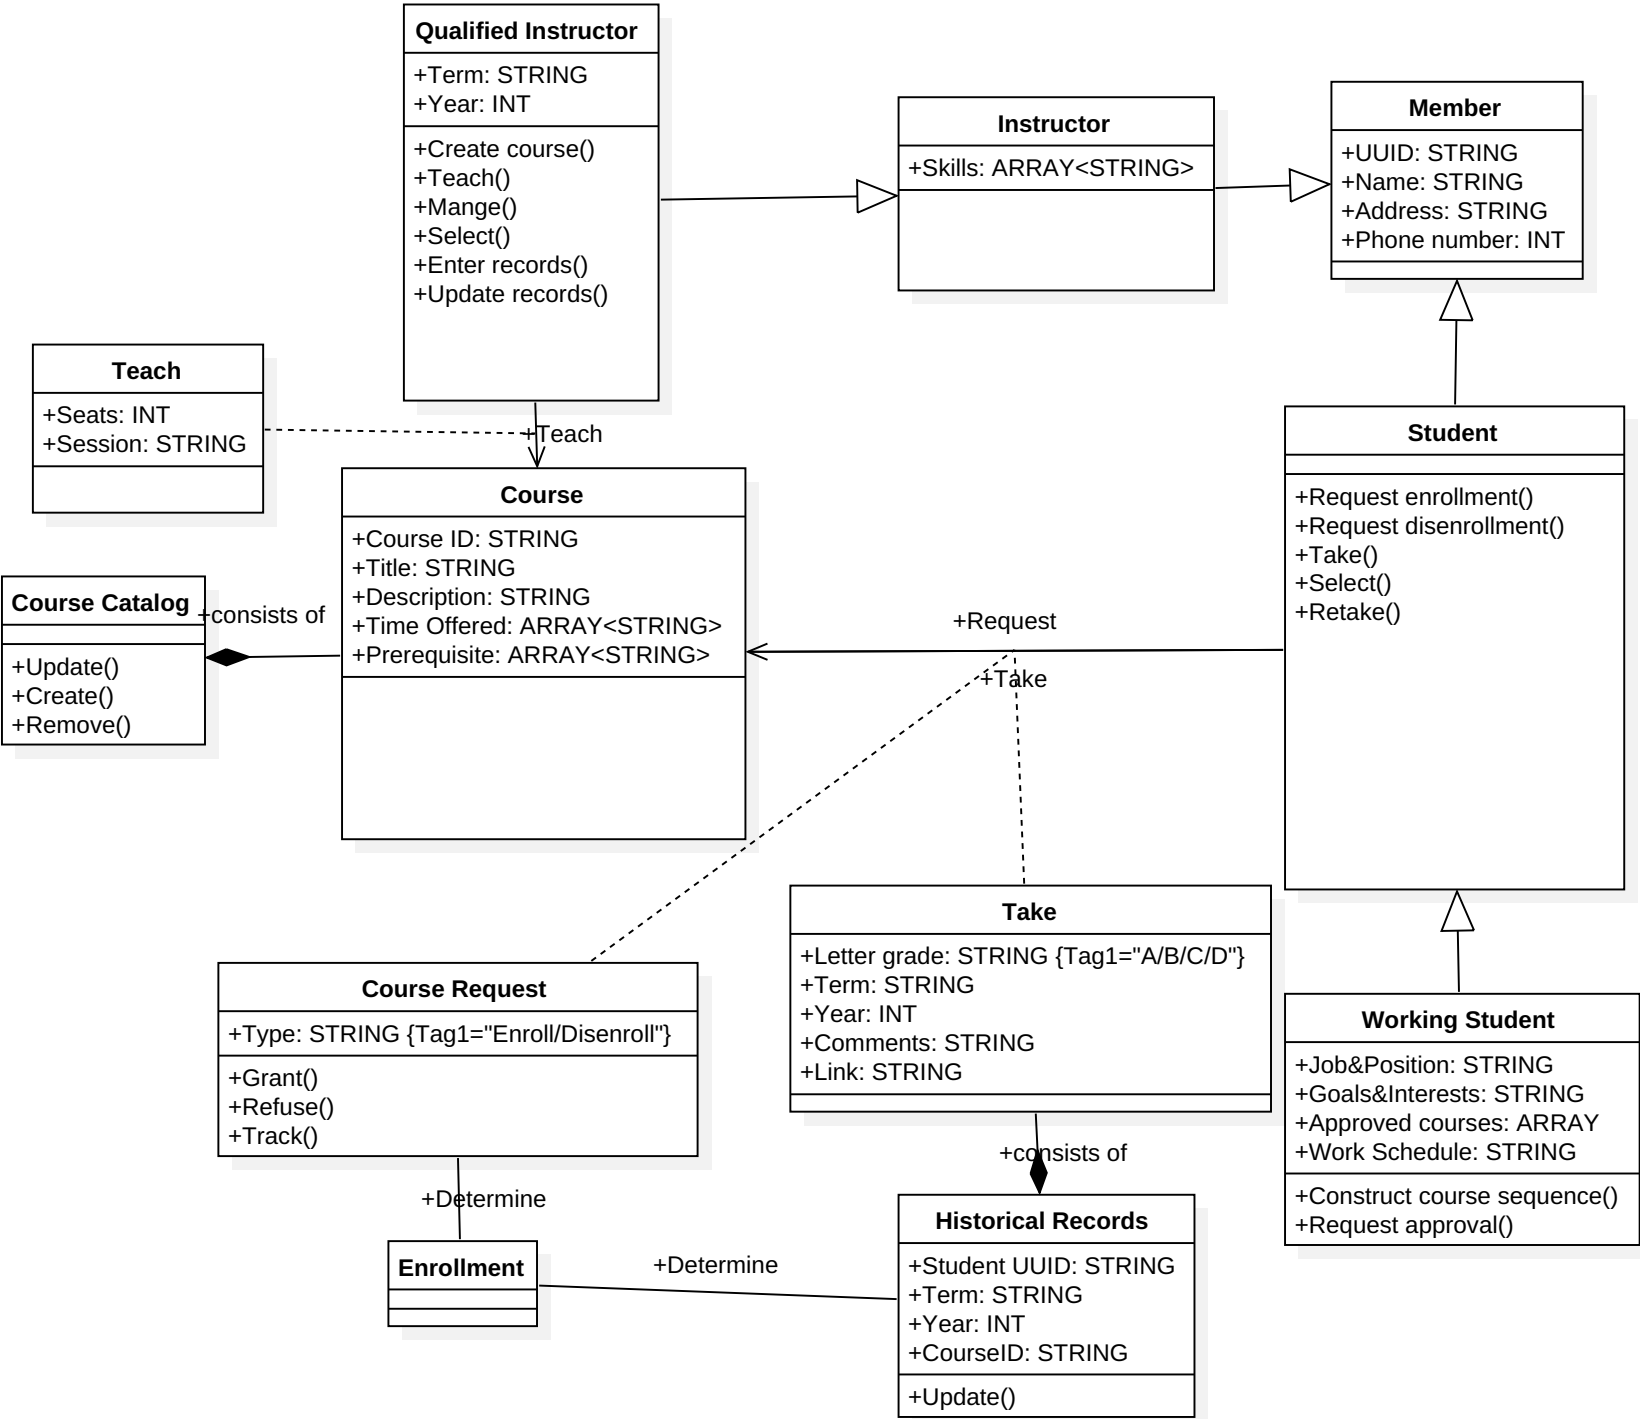 Qualified Instructor
+Term: STRING
+Year: INT
+Create course()
+Teach()
+Mange()
+Select()
+Enter records()
+Update records()
Instructor
+Skills: ARRAY<STRING>
Member
+UUID: STRING
+Name: STRING
+Address: STRING
+Phone number: INT
Teach
+Seats: INT
+Session: STRING
+Teach
Course
+Course ID: STRING
+Title: STRING
+Description: STRING
+Time Offered: ARRAY<STRING>
+Prerequisite: ARRAY<STRING>
Student
+Request enrollment()
+Request disenrollment()
+Take()
+Select()
+Retake()
Course Catalog
+Update()
+Create()
+Remove()
+consists of
+Request
+Take
Take
+Letter grade: STRING {Tag1="A/B/C/D"}
+Term: STRING
+Year: INT
+Comments: STRING
+Link: STRING
Course Request
+Type: STRING {Tag1="Enroll/Disenroll"}
+Grant()
+Refuse()
+Track()
Working Student
+Job&Position: STRING
+Goals&Interests: STRING
+Approved courses: ARRAY
+Work Schedule: STRING
+Construct course sequence()
+Request approval()
+consists of
+Determine
Enrollment
+Determine
Historical Records
+Student UUID: STRING
+Term: STRING
+Year: INT
+CourseID: STRING
+Update()